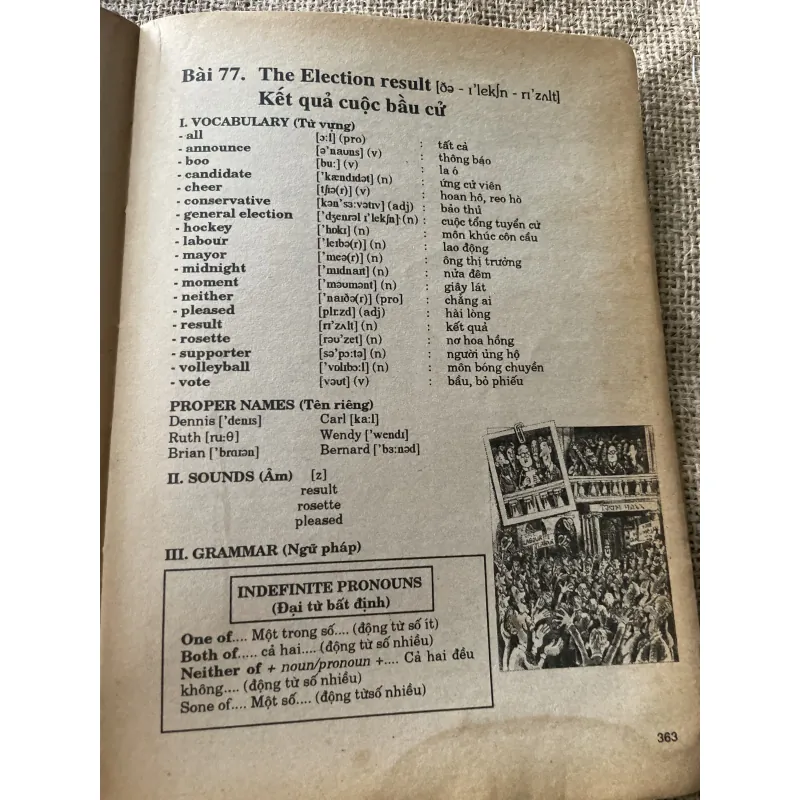 Bài 77. The Election result [ðə - ɪ'lekʃn - rɪ'zʌlt]
Kết quả cuộc bầu cử
I. VOCABULARY (Từ vựng)
- all [ɔ:l] (pro) : tất cả
- announce [ə'naʊns] (v) : thông báo
- boo [bu:] (v) : la ó
- candidate ['kændɪdət] (n) : ứng cử viên
- cheer [tʃɪə(r)] (v) : hoan hô, reo hò
- conservative [kən'sɜ:vətɪv] (adj) : bảo thủ
- general election ['dʒenrəl ɪ'lekʃn] (n) : cuộc tổng tuyển cử
- hockey ['hɒkɪ] (n) : môn khúc côn cầu
- labour ['leɪbə(r)] (n) : lao động
- mayor ['meə(r)] (n) : ông thị trưởng
- midnight ['mɪdnaɪt] (n) : nửa đêm
- moment ['məʊmənt] (n) : giây lát
- neither ['naɪðə(r)] (pro] : chẳng ai
- pleased [plɪ:zd] (adj) : hài lòng
- result [rɪ'zʌlt] (n) : kết quả
- rosette [rəʊ'zet] (n) : nơ hoa hồng
- supporter [sə'pɔ:tə] (n) : người ủng hộ
- volleyball ['vɒlɪbɔ:l] (n) : môn bóng chuyền
- vote [vəʊt] (v) : bầu, bỏ phiếu
PROPER NAMES (Tên riêng)
Dennis ['denɪs] Carl [ka:l]
Ruth [ru:θ] Wendy ['wendɪ]
Brian ['braɪən] Bernard ['bɜ:nəd]
II. SOUNDS (Âm) [z]
result
rosette
pleased
TOWN HALL
III. GRAMMAR (Ngữ pháp)
INDEFINITE PRONOUNS
(Đại từ bất định)
One of.... Một trong số.... (động từ số ít)
Both of..... cả hai.... (động từ số nhiều)
Neither of + noun/pronoun +.... Cả hai đều
không.... (động từ số nhiều)
Sone of.... Một số.... (động từsố nhiều)
363